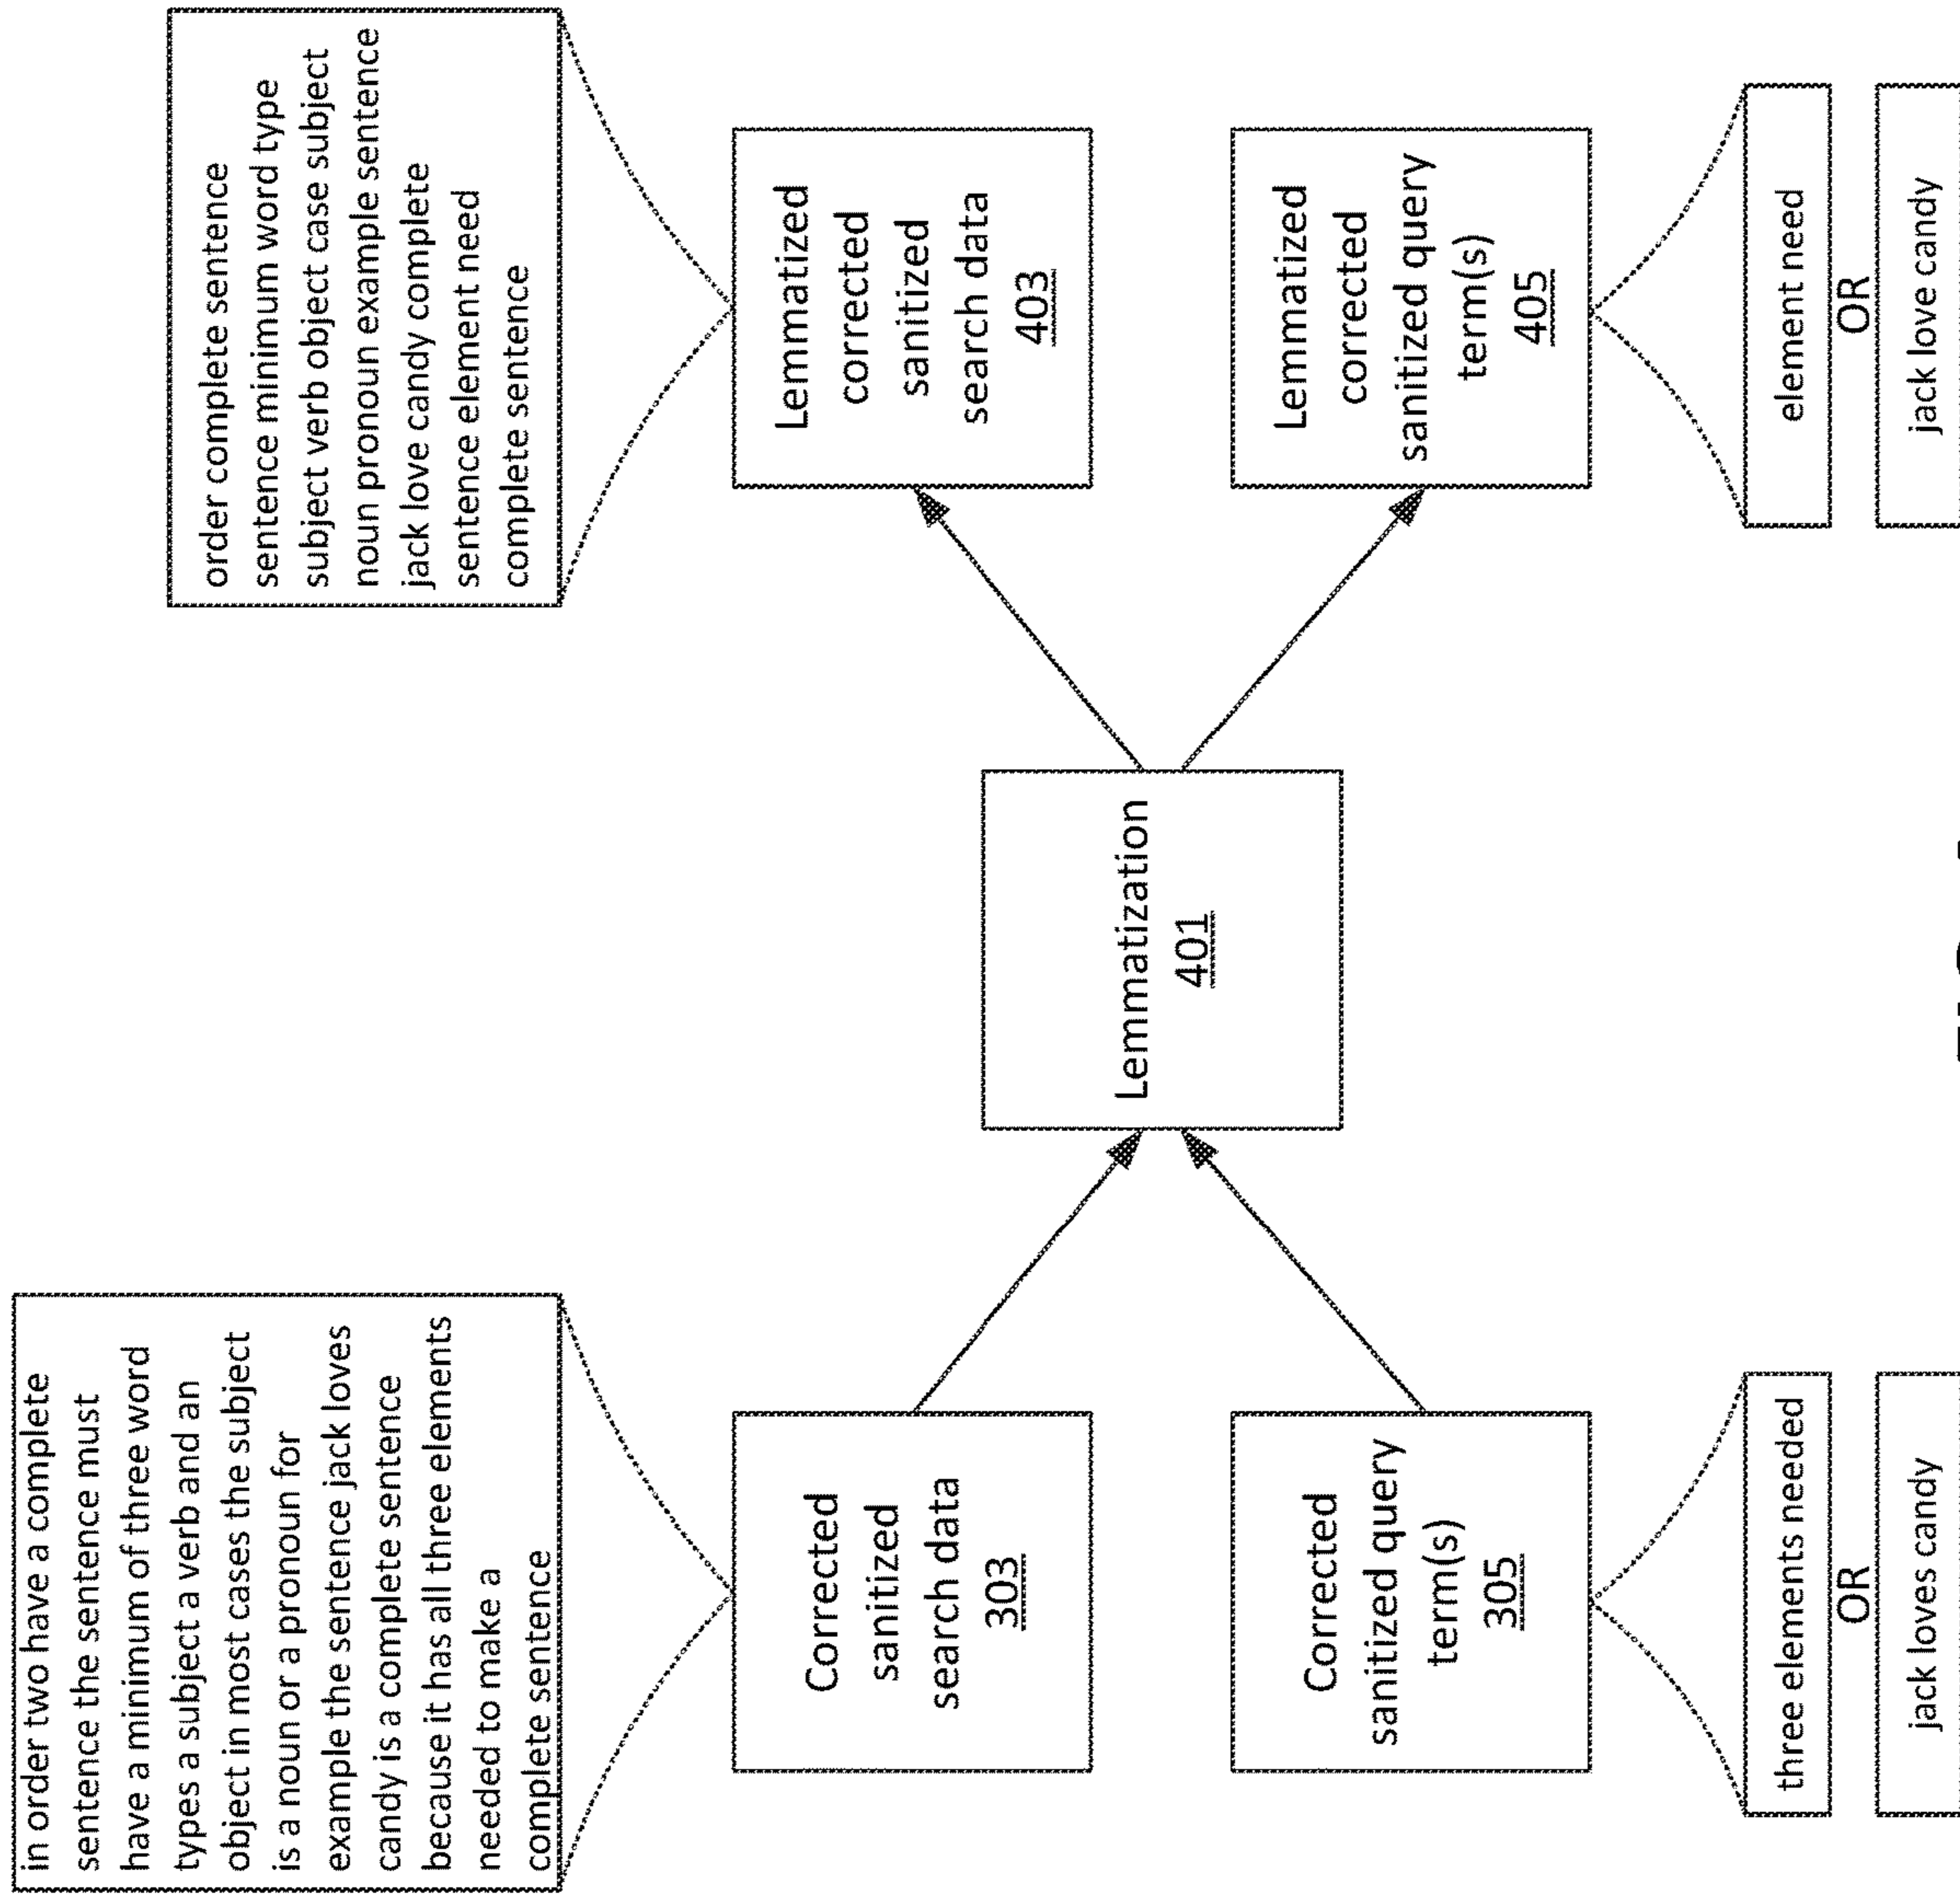 in order two have a complete
sentence the sentence must
have a minimum of three word
types a subject a verb and an
object in most cases the subject
is a noun or a pronoun for
example the sentence jack loves
candy is a complete sentence
because it has all three elements
needed to make a
complete sentence
Corrected
sanitized
search data
303
Corrected
sanitized query
term(s)
305
three elements needed
OR
jack loves candy
Lemmatization
401
order complete sentence
sentence minimum word type
subject verb object case subject
noun pronoun example sentence
jack love candy complete
sentence element need
complete sentence
Lemmatized
corrected
sanitized
search data
403
Lemmatized
corrected
sanitized query
term(s)
405
element need
OR
jack love candy